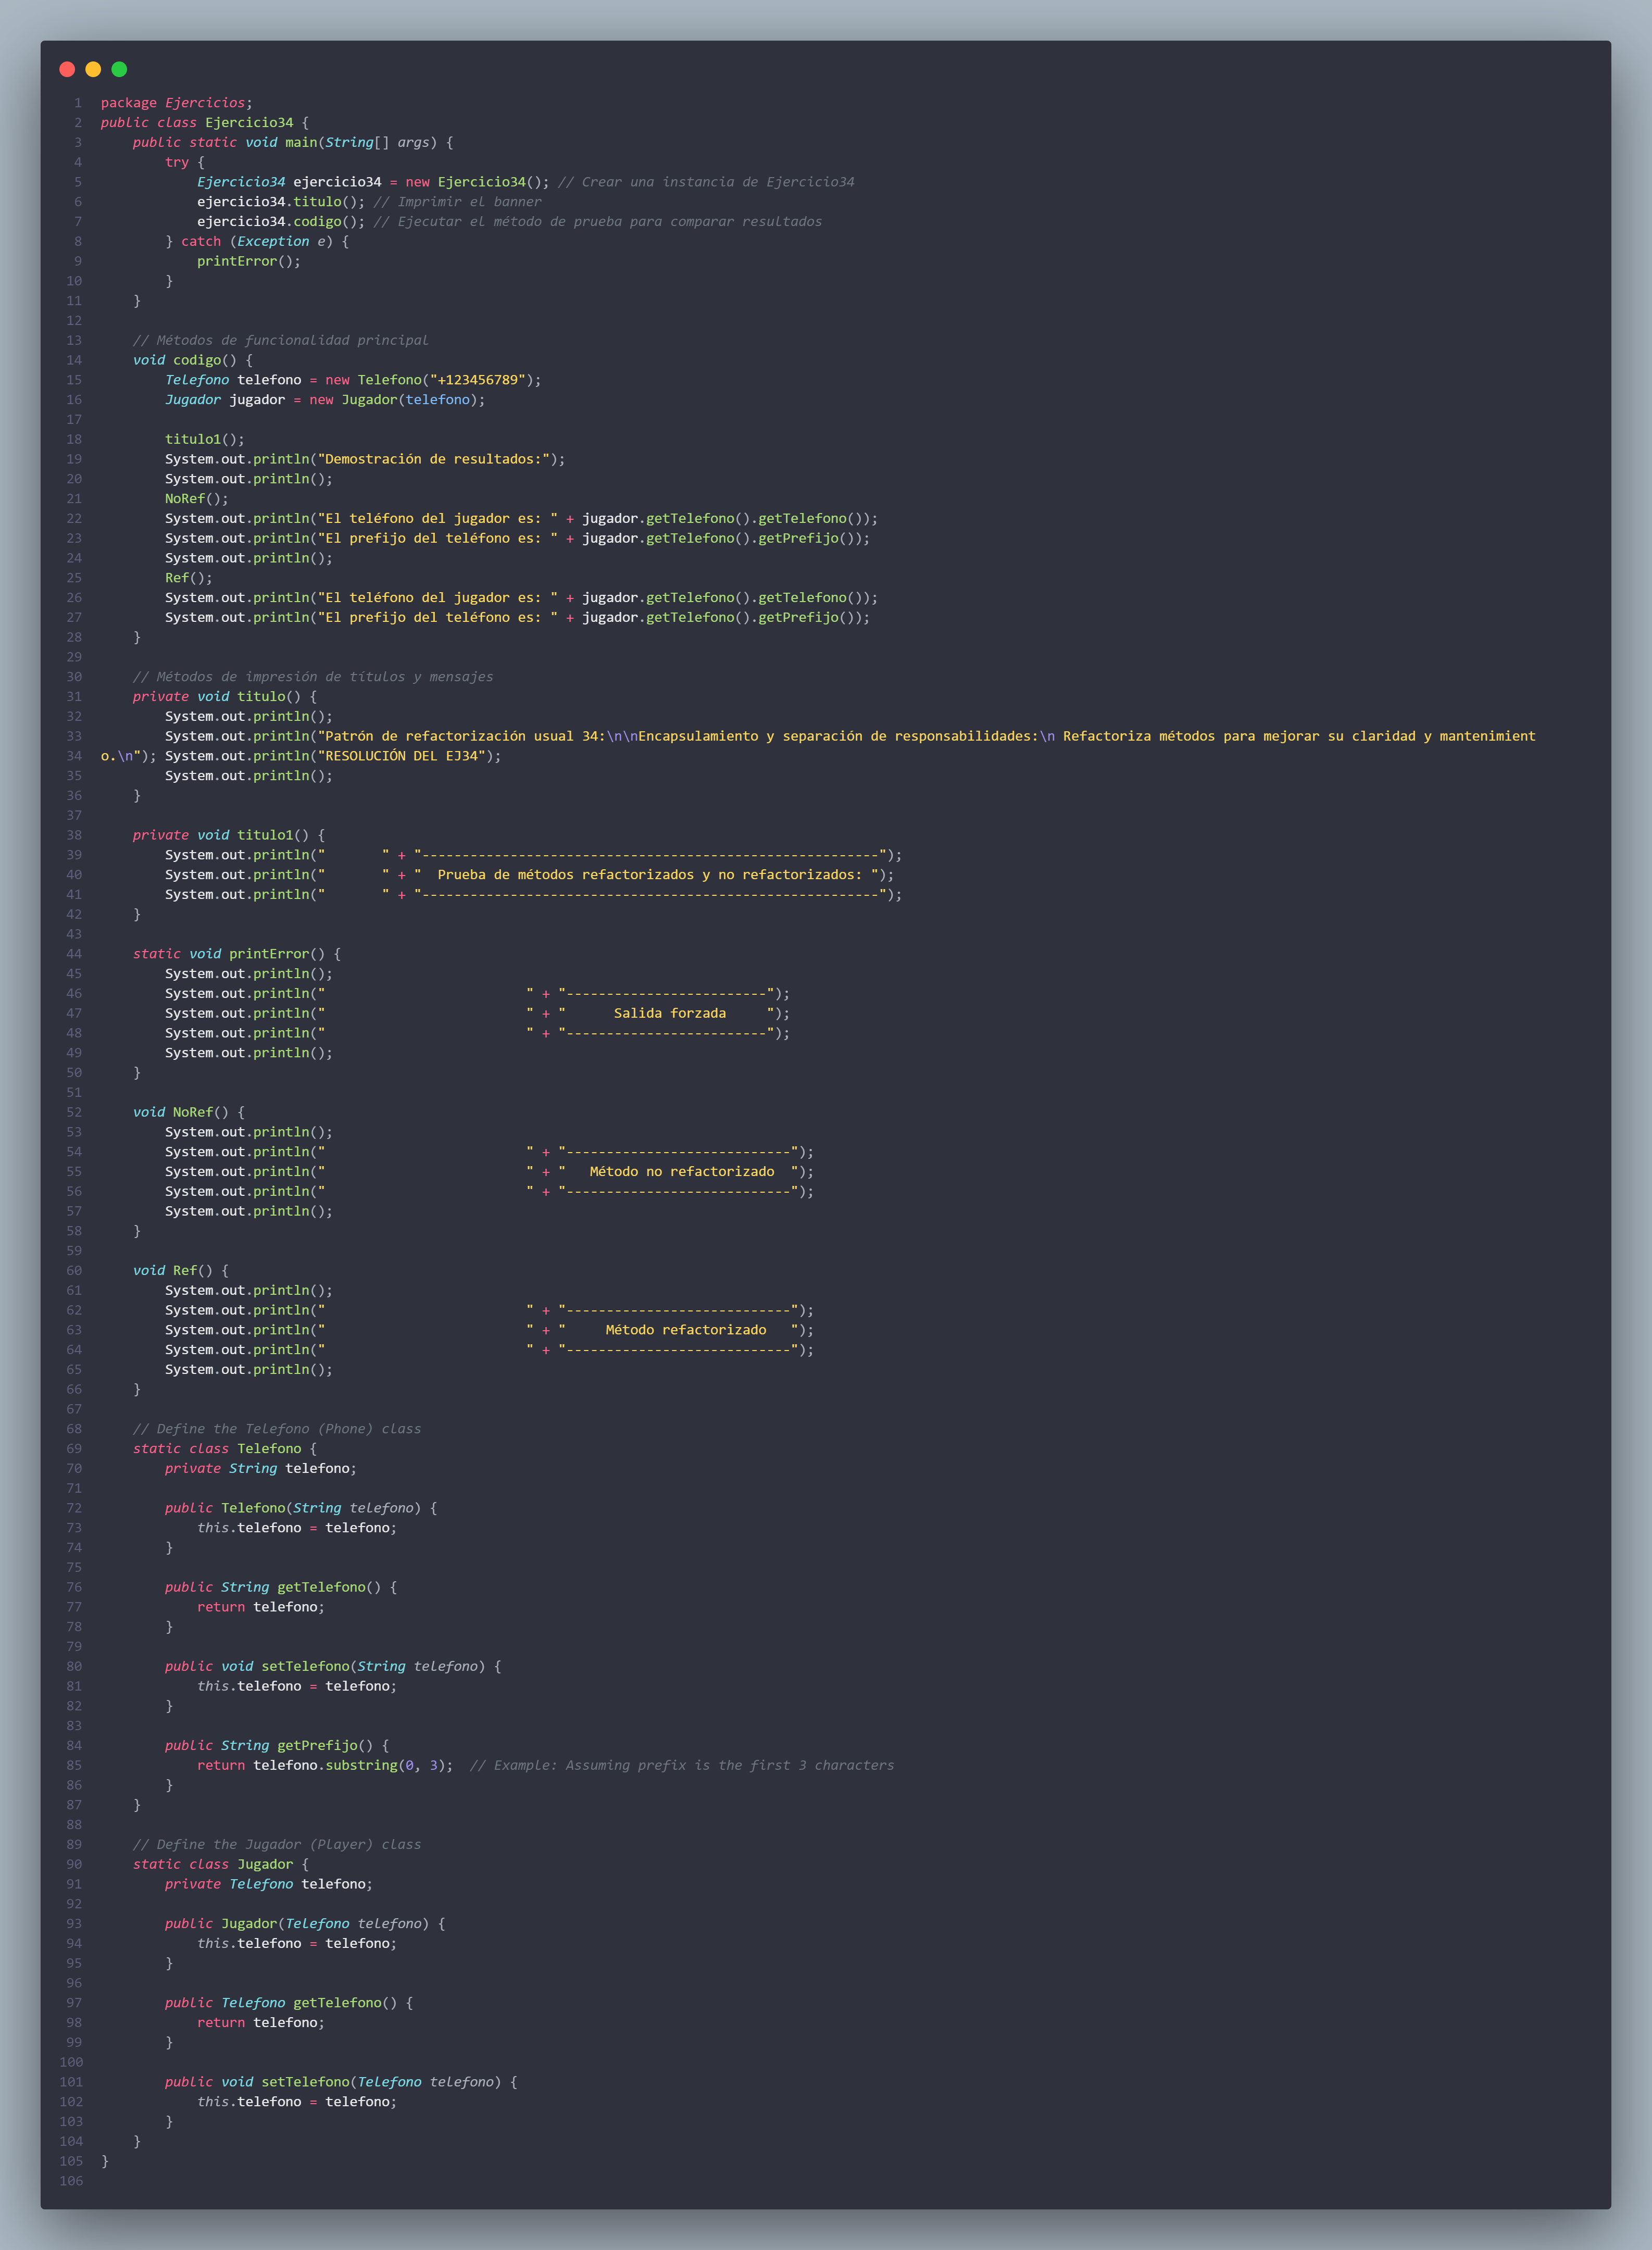 1 package Ejercicios;
2 public class Ejercicio34 {
3     public static void main(String[] args) {
4         try {
5             Ejercicio34 ejercicio34 = new Ejercicio34(); // Crear una instancia de Ejercicio34
6             ejercicio34.titulo(); // Imprimir el banner
7             ejercicio34.codigo(); // Ejecutar el método de prueba para comparar resultados
8         } catch (Exception e) {
9             printError();
10         }
11     }
12
13     // Métodos de funcionalidad principal
14     void codigo() {
15         Telefono telefono = new Telefono("+123456789");
16         Jugador jugador = new Jugador(telefono);
17
18         titulo1();
19         System.out.println("Demostración de resultados:");
20         System.out.println();
21         NoRef();
22         System.out.println("El teléfono del jugador es: " + jugador.getTelefono().getTelefono());
23         System.out.println("El prefijo del teléfono es: " + jugador.getTelefono().getPrefijo());
24         System.out.println();
25         Ref();
26         System.out.println("El teléfono del jugador es: " + jugador.getTelefono().getTelefono());
27         System.out.println("El prefijo del teléfono es: " + jugador.getTelefono().getPrefijo());
28     }
29
30     // Métodos de impresión de títulos y mensajes
31     private void titulo() {
32         System.out.println();
33         System.out.println("Patrón de refactorización usual 34:\n\nEncapsulamiento y separación de responsabilidades:\n Refactoriza métodos para mejorar su claridad y mantenimient
34 o.\n"); System.out.println("RESOLUCIÓN DEL EJ34");
35         System.out.println();
36     }
37
38     private void titulo1() {
39         System.out.println("       " + "---------------------------------------------------------");
40         System.out.println("       " + "  Prueba de métodos refactorizados y no refactorizados: ");
41         System.out.println("       " + "---------------------------------------------------------");
42     }
43
44     static void printError() {
45         System.out.println();
46         System.out.println("                         " + "-------------------------");
47         System.out.println("                         " + "      Salida forzada     ");
48         System.out.println("                         " + "-------------------------");
49         System.out.println();
50     }
51
52     void NoRef() {
53         System.out.println();
54         System.out.println("                         " + "----------------------------");
55         System.out.println("                         " + "   Método no refactorizado  ");
56         System.out.println("                         " + "----------------------------");
57         System.out.println();
58     }
59
60     void Ref() {
61         System.out.println();
62         System.out.println("                         " + "----------------------------");
63         System.out.println("                         " + "     Método refactorizado   ");
64         System.out.println("                         " + "----------------------------");
65         System.out.println();
66     }
67
68     // Define the Telefono (Phone) class
69     static class Telefono {
70         private String telefono;
71
72         public Telefono(String telefono) {
73             this.telefono = telefono;
74         }
75
76         public String getTelefono() {
77             return telefono;
78         }
79
80         public void setTelefono(String telefono) {
81             this.telefono = telefono;
82         }
83
84         public String getPrefijo() {
85             return telefono.substring(0, 3);  // Example: Assuming prefix is the first 3 characters
86         }
87     }
88
89     // Define the Jugador (Player) class
90     static class Jugador {
91         private Telefono telefono;
92
93         public Jugador(Telefono telefono) {
94             this.telefono = telefono;
95         }
96
97         public Telefono getTelefono() {
98             return telefono;
99         }
100
101         public void setTelefono(Telefono telefono) {
102             this.telefono = telefono;
103         }
104     }
105 }
106